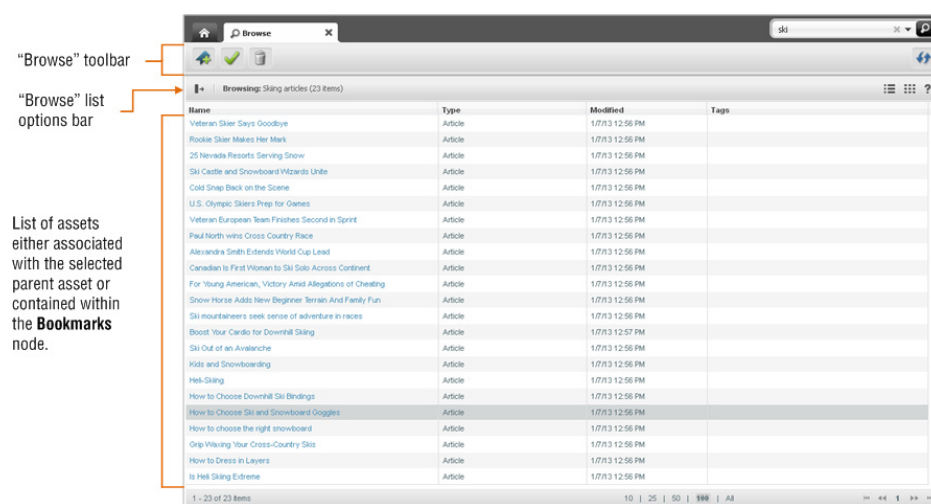 Browse
ski
"Browse" toolbar
"Browse" list
options bar
Browsing: Skiing articles (23 items)
Name Type Modified Tags
Veteran Skier Says Goodbye Article 1/7/13 12:56 PM
Rookie Skier Makes Her Mark Article 1/7/13 12:56 PM
25 Nevada Resorts Serving Snow Article 1/7/13 12:56 PM
Ski Castle and Snowboard Wizards Unite Article 1/7/13 12:56 PM
Cold Snap Back on the Scene Article 1/7/13 12:56 PM
U.S. Olympic Skiers Prep for Games Article 1/7/13 12:56 PM
Veteran European Team Finishes Second in Sprint Article 1/7/13 12:56 PM
Paul North wins Cross Country Race Article 1/7/13 12:56 PM
Alexandra Smith Extends World Cup Lead Article 1/7/13 12:56 PM
Canadian Is First Woman to Ski Solo Across Continent Article 1/7/13 12:56 PM
For Young American, Victory Amid Allegations of Cheating Article 1/7/13 12:56 PM
Snow Horse Adds New Beginner Terrain And Family Fun Article 1/7/13 12:56 PM
Ski mountaineers seek sense of adventure in races Article 1/7/13 12:56 PM
Boost Your Cardio for Downhill Skiing Article 1/7/13 12:57 PM
Ski Out of an Avalanche Article 1/7/13 12:56 PM
Kids and Snowboarding Article 1/7/13 12:56 PM
Heli-Skiing Article 1/7/13 12:56 PM
How to Choose Downhill Ski Bindings Article 1/7/13 12:56 PM
How to Choose Ski and Snowboard Goggles Article 1/7/13 12:56 PM
How to choose the right snowboard Article 1/7/13 12:56 PM
Grip Waxing Your Cross-Country Skis Article 1/7/13 12:56 PM
How to Dress in Layers Article 1/7/13 12:56 PM
Is Heli Skiing Extreme Article 1/7/13 12:56 PM
List of assets
either associated
with the selected
parent asset or
contained within
the Bookmarks
node.
1 - 23 of 23 items 10 | 25 | 50 | 100 | All 1